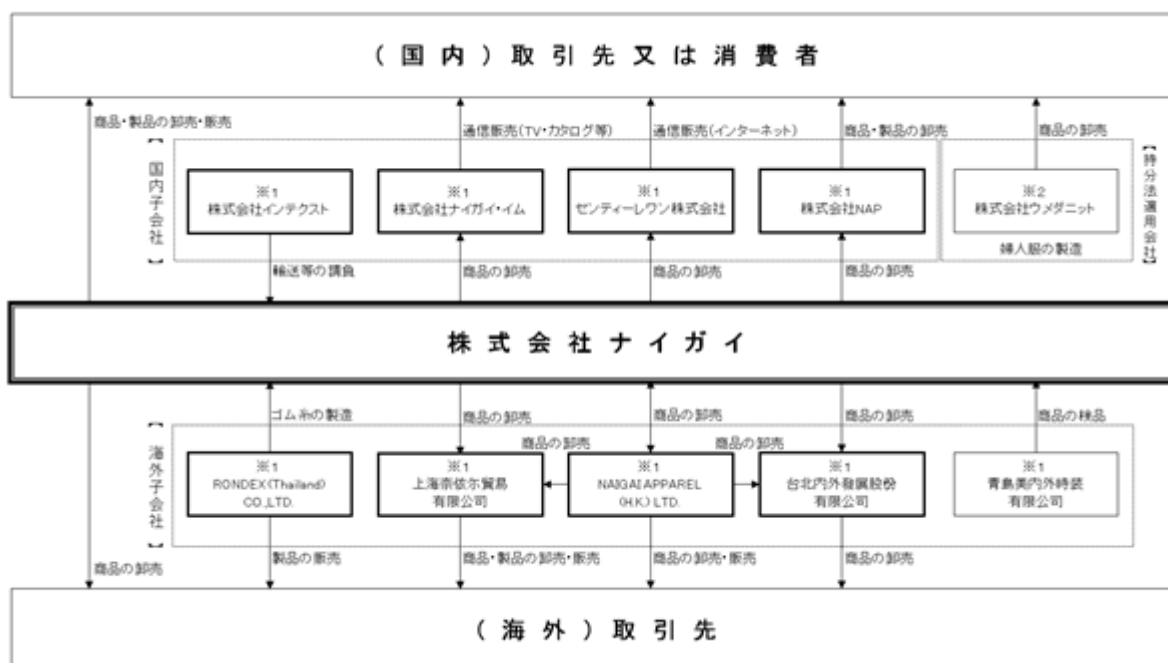 (国内)取引先又は消費者
商品・製品の卸売・販売
通信販売(TV・カタログ等)
通信販売(インターネット)
商品・製品の卸売
商品の卸売
【国内子会社】
※1
株式会社インテクスト
※1
株式会社ナイガイ・イム
※1
センティーレワン株式会社
※1
株式会社NAP
※2
株式会社ウメダニット
婦人服の製造
【持分法適用会社】
輸送等の請負
商品の卸売
商品の卸売
商品の卸売
株式会社ナイガイ
ゴム糸の製造
商品の卸売
商品の卸売
商品の卸売
商品の検品
【海外子会社】
商品の卸売
商品の卸売
※1
RONDEX(Thailand)
CO.,LTD.
※1
上海奈依尓貿易
有限公司
※1
NAIGAI APPAREL
(H.K.) LTD.
※1
台北内外發展股份
有限公司
※1
青島美内外時装
有限公司
商品の卸売
製品の販売
商品・製品の卸売・販売
商品の卸売・販売
商品の卸売
(海外)取引先